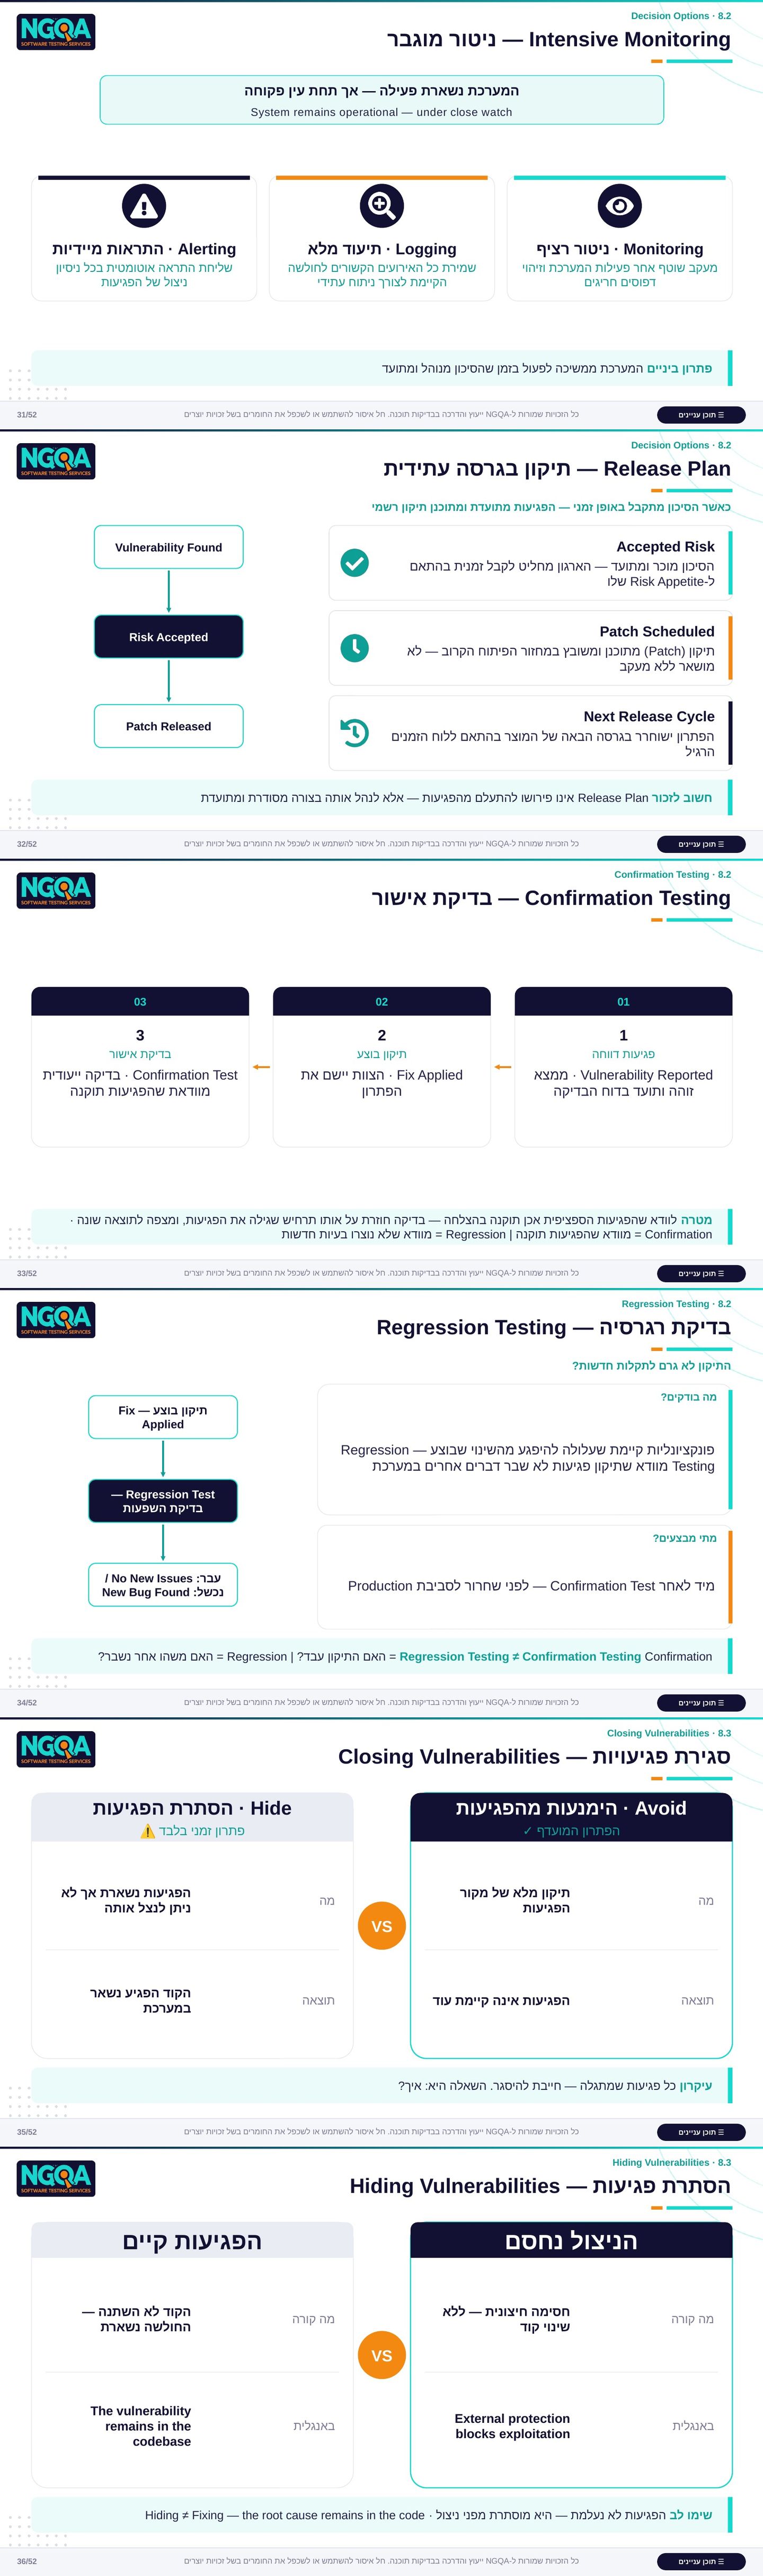 Decision Options · 8.2
NGQA
SOFTWARE TESTING SERVICES
Intensive Monitoring — ניטור מוגבר
המערכת נשארת פעילה — אך תחת עין פקוחה
System remains operational — under close watch
Monitoring · ניטור רציף
מעקב שוטף אחר פעילות המערכת וזיהוי
דפוסים חריגים
Logging · תיעוד מלא
שמירת כל האירועים הקשורים לחולשה
הקיימת לצורך ניתוח עתידי
Alerting · התראות מיידיות
שליחת התראה אוטומטית בכל ניסיון
ניצול של הפגיעות
פתרון ביניים המערכת ממשיכה לפעול בזמן שהסיכון מנוהל ומתועד
☰ תוכן עניינים
כל הזכויות שמורות ל-NGQA ייעוץ והדרכה בבדיקות תוכנה. חל איסור להשתמש או לשכפל את החומרים בשל זכויות יוצרים
31/52
Decision Options · 8.2
NGQA
SOFTWARE TESTING SERVICES
Release Plan — תיקון בגרסה עתידית
כאשר הסיכון מתקבל באופן זמני — הפגיעות מתועדת ומתוכנן תיקון רשמי
Accepted Risk
הסיכון מוכר ומתועד — הארגון מחליט לקבל זמנית בהתאם
ל-Risk Appetite שלו
Patch Scheduled
תיקון (Patch) מתוכנן ומשובץ במחזור הפיתוח הקרוב — לא
מושאר ללא מעקב
Next Release Cycle
הפתרון ישוחרר בגרסה הבאה של המוצר בהתאם ללוח הזמנים
הרגיל
Vulnerability Found
Risk Accepted
Patch Released
חשוב לזכור Release Plan אינו פירושו להתעלם מהפגיעות — אלא לנהל אותה בצורה מסודרת ומתועדת
☰ תוכן עניינים
כל הזכויות שמורות ל-NGQA ייעוץ והדרכה בבדיקות תוכנה. חל איסור להשתמש או לשכפל את החומרים בשל זכויות יוצרים
32/52
Confirmation Testing · 8.2
NGQA
SOFTWARE TESTING SERVICES
Confirmation Testing — בדיקת אישור
01
1
פגיעות דווחה
Vulnerability Reported · ממצא
זוהה ותועד בדוח הבדיקה
02
2
תיקון בוצע
Fix Applied · הצוות יישם את
הפתרון
03
3
בדיקת אישור
Confirmation Test · בדיקה ייעודית
מוודאת שהפגיעות תוקנה
מטרה לוודא שהפגיעות הספציפית אכן תוקנה בהצלחה — בדיקה חוזרת על אותו תרחיש שגילה את הפגיעות, ומצפה לתוצאה שונה ·
Confirmation = מוודא שהפגיעות תוקנה | Regression = מוודא שלא נוצרו בעיות חדשות
☰ תוכן עניינים
כל הזכויות שמורות ל-NGQA ייעוץ והדרכה בבדיקות תוכנה. חל איסור להשתמש או לשכפל את החומרים בשל זכויות יוצרים
33/52
Regression Testing · 8.2
NGQA
SOFTWARE TESTING SERVICES
בדיקת רגרסיה — Regression Testing
התיקון לא גרם לתקלות חדשות?
מה בודקים?
פונקציונליות קיימת שעלולה להיפגע מהשינוי שבוצע — Regression
Testing מוודא שתיקון פגיעות לא שבר דברים אחרים במערכת
מתי מבצעים?
מיד לאחר Confirmation Test — לפני שחרור לסביבת Production
תיקון בוצע — Fix
Applied
Regression Test —
בדיקת השפעות
עבר: No New Issues /
נכשל: New Bug Found
Regression Testing ≠ Confirmation Testing Confirmation = האם התיקון עבד? | Regression = האם משהו אחר נשבר?
☰ תוכן עניינים
כל הזכויות שמורות ל-NGQA ייעוץ והדרכה בבדיקות תוכנה. חל איסור להשתמש או לשכפל את החומרים בשל זכויות יוצרים
34/52
Closing Vulnerabilities · 8.3
NGQA
SOFTWARE TESTING SERVICES
סגירת פגיעויות — Closing Vulnerabilities
Avoid · הימנעות מהפגיעות
הפתרון המועדף ✓
מה
תיקון מלא של מקור
הפגיעות
תוצאה
הפגיעות אינה קיימת עוד
VS
Hide · הסתרת הפגיעות
פתרון זמני בלבד ⚠️
מה
הפגיעות נשארת אך לא
ניתן לנצל אותה
תוצאה
הקוד הפגיע נשאר
במערכת
עיקרון כל פגיעות שמתגלה — חייבת להיסגר. השאלה היא: איך?
☰ תוכן עניינים
כל הזכויות שמורות ל-NGQA ייעוץ והדרכה בבדיקות תוכנה. חל איסור להשתמש או לשכפל את החומרים בשל זכויות יוצרים
35/52
Hiding Vulnerabilities · 8.3
NGQA
SOFTWARE TESTING SERVICES
הסתרת פגיעות — Hiding Vulnerabilities
הניצול נחסם
מה קורה
חסימה חיצונית — ללא
שינוי קוד
באנגלית
External protection
blocks exploitation
VS
הפגיעות קיים
מה קורה
הקוד לא השתנה —
החולשה נשארת
באנגלית
The vulnerability
remains in the
codebase
שימו לב הפגיעות לא נעלמת — היא מוסתרת מפני ניצול · Hiding ≠ Fixing — the root cause remains in the code
☰ תוכן עניינים
כל הזכויות שמורות ל-NGQA ייעוץ והדרכה בבדיקות תוכנה. חל איסור להשתמש או לשכפל את החומרים בשל זכויות יוצרים
36/52